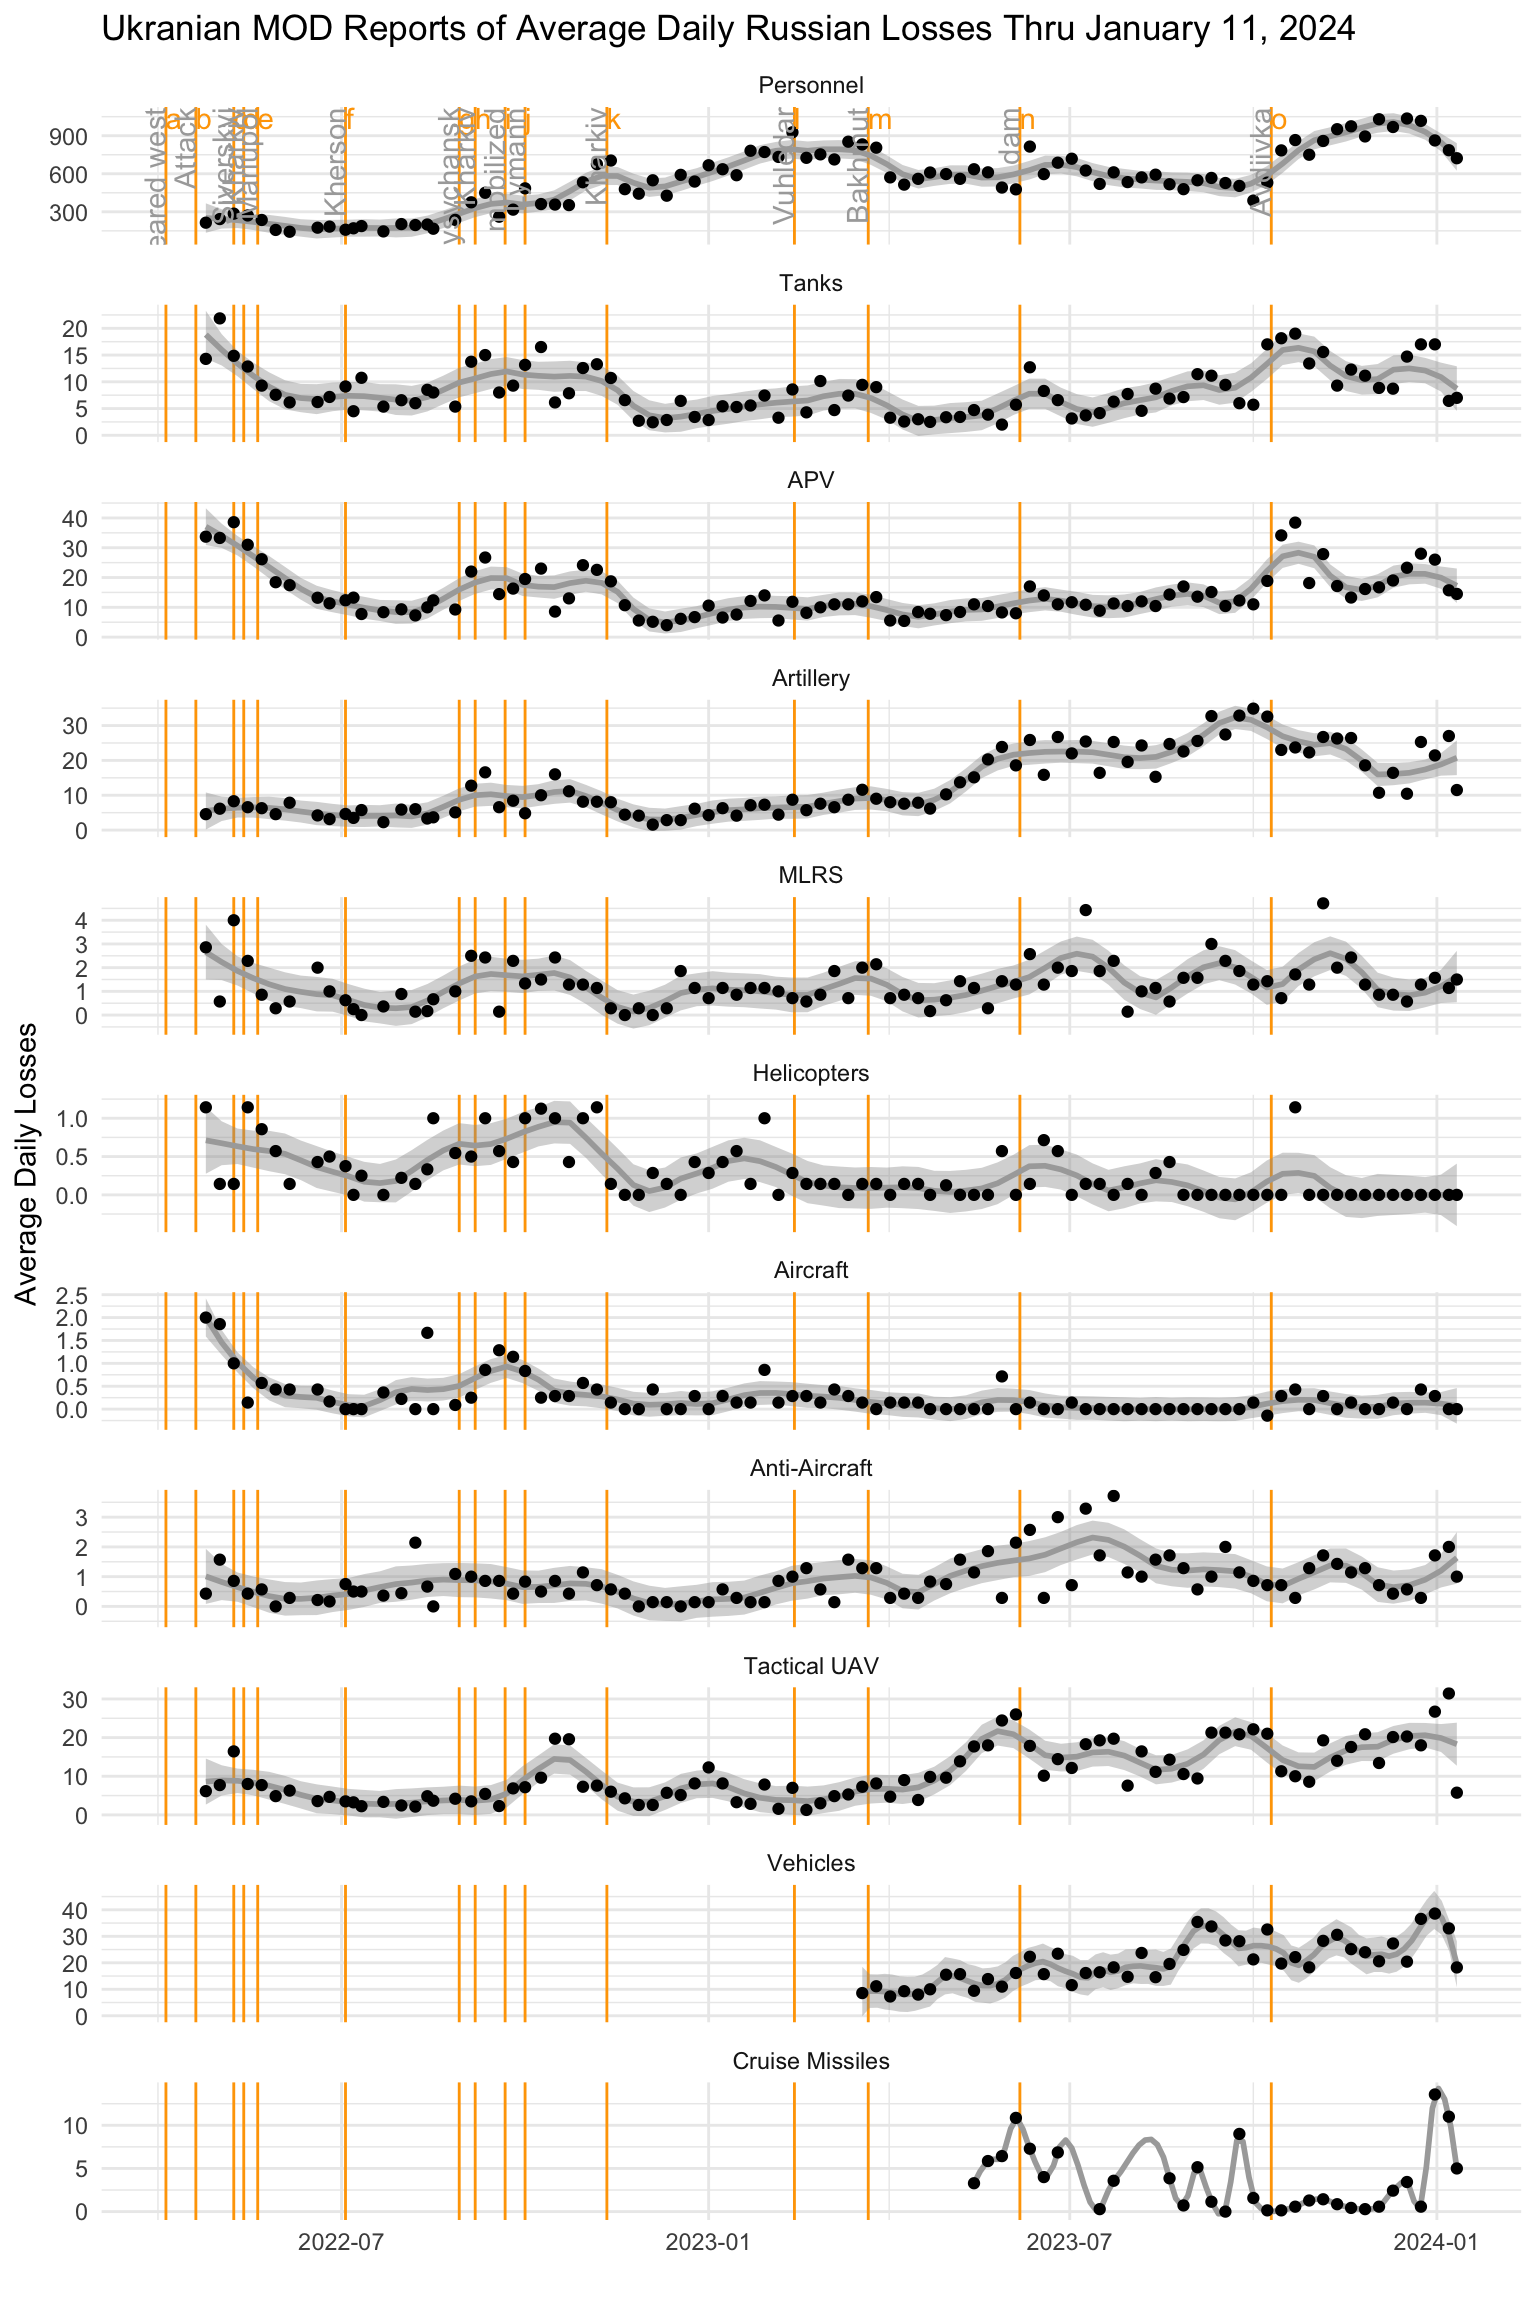 Ukranian MOD Reports of Average Daily Russian Losses Thru January 11, 2024
Average Daily Losses
Personnel
900
600
300
a
b
e
f
h
j
k
l
m
n
o
eared west
Attack
Kherson
Kharkiv
Vuhledar
Bakhmut
dam
Avdiivka
Tanks
20
15
10
5
0
APV
40
30
20
10
0
Artillery
30
20
10
0
MLRS
4
3
2
1
0
Helicopters
1.0
0.5
0.0
Aircraft
2.5
2.0
1.5
1.0
0.5
0.0
Anti-Aircraft
3
2
1
0
Tactical UAV
30
20
10
0
Vehicles
40
30
20
10
0
Cruise Missiles
10
5
0
2022-07
2023-01
2023-07
2024-01